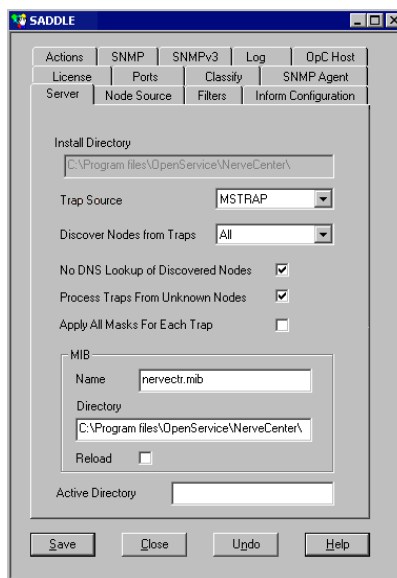 SADDLE
Actions SNMP SNMPv3 Log OpC Host
License Ports Classify SNMP Agent
Server Node Source Filters Inform Configuration
Install Directory
C:\Program files\OpenService\NerveCenter\
Trap Source MSTRAP
Discover Nodes from Traps All
No DNS Lookup of Discovered Nodes
Process Traps From Unknown Nodes
Apply All Masks For Each Trap
MIB
Name nervectr.mib
Directory
C:\Program files\OpenService\NerveCenter\
Reload
Active Directory
Save Close Undo Help